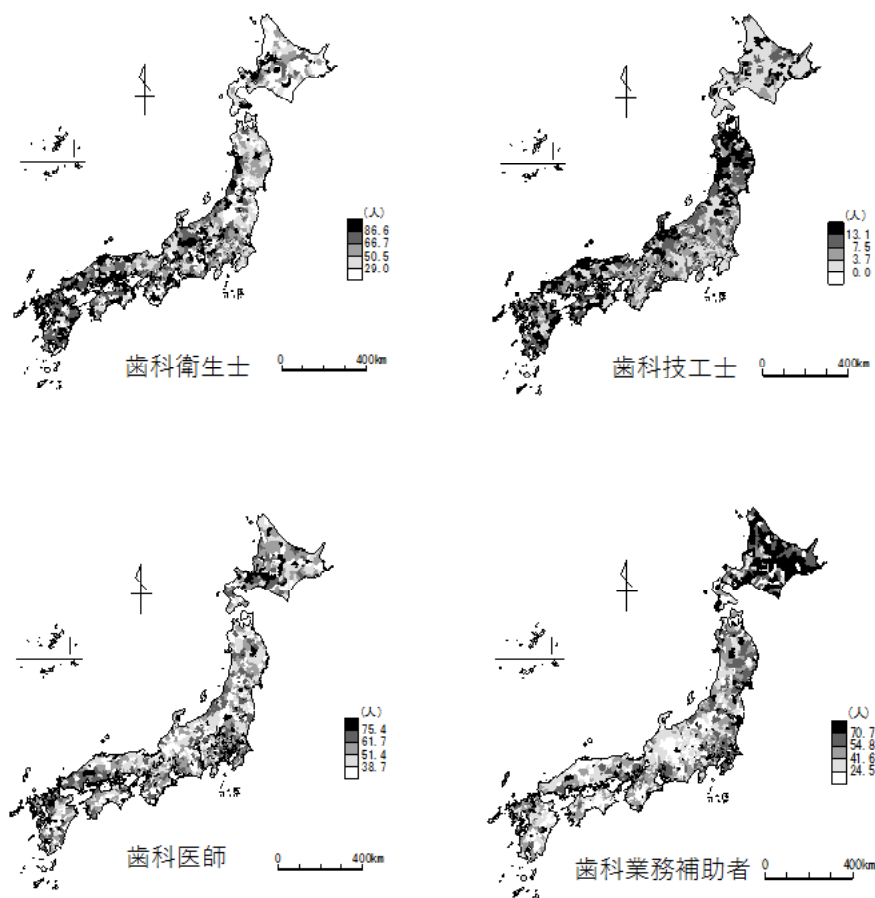 (人)
86.6
66.7
50.5
29.0
歯科衛生士
0 400km
(人)
13.1
7.5
3.7
0.0
歯科技工士
0 400km
(人)
75.4
61.7
51.4
38.7
歯科医師
0 400km
(人)
70.7
54.8
41.6
24.5
歯科業務補助者
0 400km